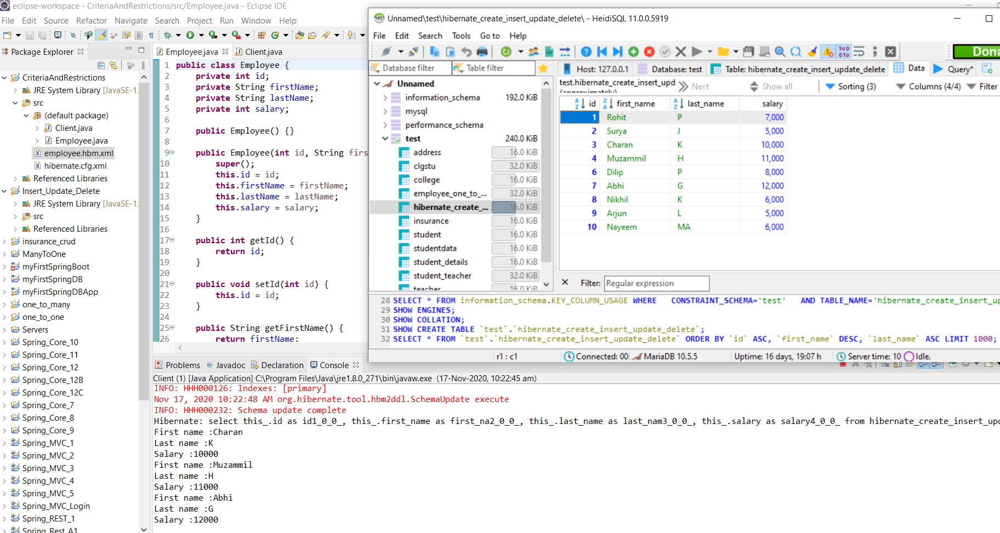 eclipse-workspace - CriteriaAndRestrictions/src/Employee.java - Eclipse IDE
File Edit Source Refactor Navigate Search Project Run Window Help
Package Explorer
CriteriaAndRestrictions
JRE System Library [JavaSE-1.
src
(default package)
Client.java
Employee.java
employee.hbm.xml
hibernate.cfg.xml
Referenced Libraries
Insert_Update_Delete
JRE System Library [JavaSE-1.
src
Referenced Libraries
insurance_crud
ManyToOne
myFirstSpringBoot
myFirstSpringDB
myFirstSpringDBApp
one_to_many
one_to_one
Servers
Spring_Core_10
Spring_Core_11
Spring_Core_12
Spring_Core_12B
Spring_Core_12C
Spring_Core_7
Spring_Core_8
Spring_Core_9
Spring_MVC_1
Spring_MVC_2
Spring_MVC_3
Spring_MVC_4
Spring_MVC_5
Spring_MVC_Login
Spring_REST_1
Spring_Rest_A1
Employee.java Client.java
1 public class Employee {
2 private int id;
3 private String firstName;
4 private String lastName;
5 private int salary;
6
7 public Employee() {}
8
9 public Employee(int id, String firs
10 super();
11 this.id = id;
12 this.firstName = firstName;
13 this.lastName = lastName;
14 this.salary = salary;
15 }
16
17 public int getId() {
18 return id;
19 }
20
21 public void setId(int id) {
22 this.id = id;
23 }
24
25 public String getFirstName() {
26 return firstName;
HS Unnamed\test\hibernate_create_insert_update_delete\ - HeidiSQL 11.0.0.5919
File Edit Search Tools Go to Help
Dona
Database filter Table filter
Host: 127.0.0.1 Database: test Table: hibernate_create_insert_update_delete Data Query*
Unnamed
information_schema 192.0 KiB
mysql
performance_schema
test 240.0 KiB
address 16.0 KiB
clgstu 32.0 KiB
college 16.0 KiB
employee_one_to_... 32.0 KiB
hibernate_create_... 16.0 KiB
insurance 16.0 KiB
student 16.0 KiB
studentdata 16.0 KiB
student_details 16.0 KiB
student_teacher 32.0 KiB
teacher 16.0 KiB
test.hibernate_create_insert_upd Next Show all Sorting (3) Columns (4/4) Filter
(approximately)
id first_name last_name salary
1 Rohit P 7,000
2 Surya J 5,000
3 Charan K 10,000
4 Muzammil H 11,000
6 Dilip P 8,000
7 Abhi G 12,000
8 Nikhil K 6,000
9 Arjun L 5,000
10 Nayeem MA 6,000
Filter: Regular expression
28 SELECT * FROM information_schema.KEY_COLUMN_USAGE WHERE CONSTRAINT_SCHEMA='test' AND TABLE_NAME='hibernate_create_insert_up
29 SHOW ENGINES;
30 SHOW COLLATION;
31 SHOW CREATE TABLE `test`.`hibernate_create_insert_update_delete`;
32 SELECT * FROM `test`.`hibernate_create_insert_update_delete` ORDER BY `id` ASC, `first_name` DESC, `last_name` ASC LIMIT 1000;
r1 : c1 Connected: 00: MariaDB 10.5.5 Uptime: 16 days, 19:07 h Server time: 10 Idle.
Problems @ Javadoc Declaration Console
Client (1) [Java Application] C:\Program Files\Java\jre1.8.0_271\bin\javaw.exe (17-Nov-2020, 10:22:45 am)
INFO: HHH000126: Indexes: [primary]
Nov 17, 2020 10:22:48 AM org.hibernate.tool.hbm2ddl.SchemaUpdate execute
INFO: HHH000232: Schema update complete
Hibernate: select this_.id as id1_0_0_, this_.first_name as first_na2_0_0_, this_.last_name as last_nam3_0_0_, this_.salary as salary4_0_0_ from hibernate_create_insert_upd
First name :Charan
Last name :K
Salary :10000
First name :Muzammil
Last name :H
Salary :11000
First name :Abhi
Last name :G
Salary :12000